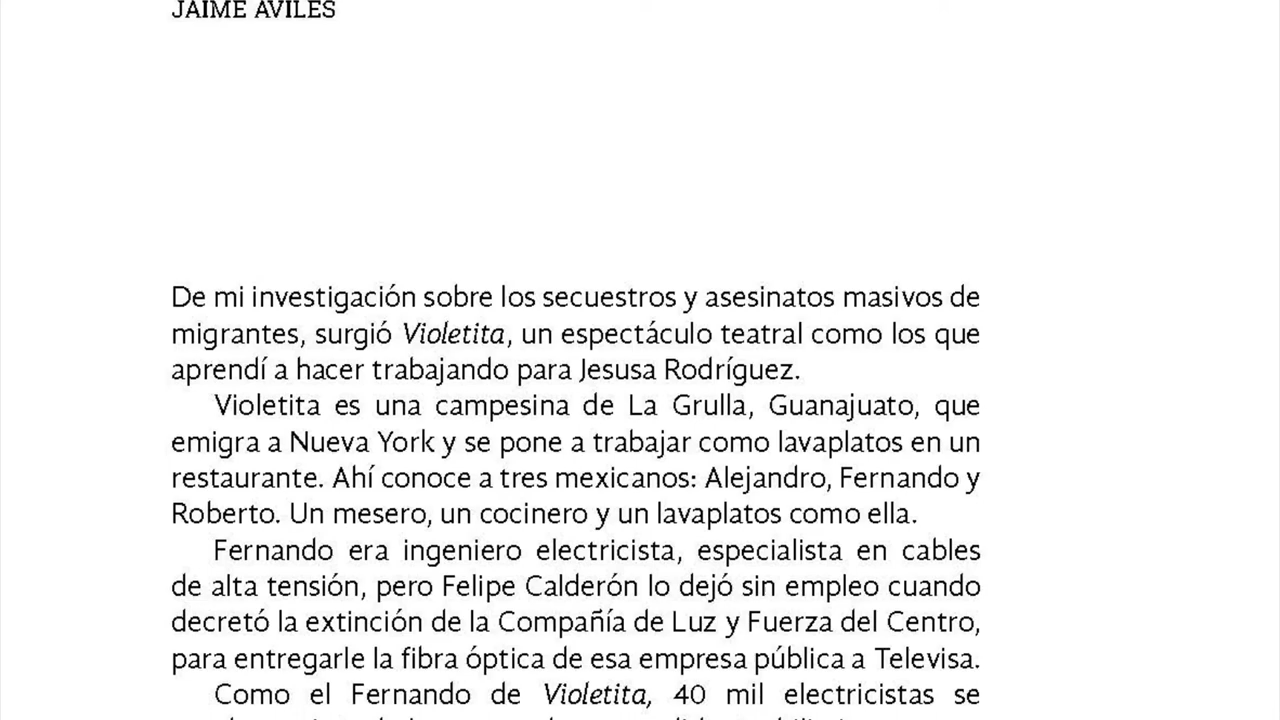 JAIME AVILÉS
De mi investigación sobre los secuestros y asesinatos masivos de
migrantes, surgió Violetita, un espectáculo teatral como los que
aprendí a hacer trabajando para Jesusa Rodríguez.
Violetita es una campesina de La Grulla, Guanajuato, que
emigra a Nueva York y se pone a trabajar como lavaplatos en un
restaurante. Ahí conoce a tres mexicanos: Alejandro, Fernando y
Roberto. Un mesero, un cocinero y un lavaplatos como ella.
Fernando era ingeniero electricista, especialista en cables
de alta tensión, pero Felipe Calderón lo dejó sin empleo cuando
decretó la extinción de la Compañía de Luz y Fuerza del Centro,
para entregarle la fibra óptica de esa empresa pública a Televisa.
Como el Fernando de Violetita, 40 mil electricistas se